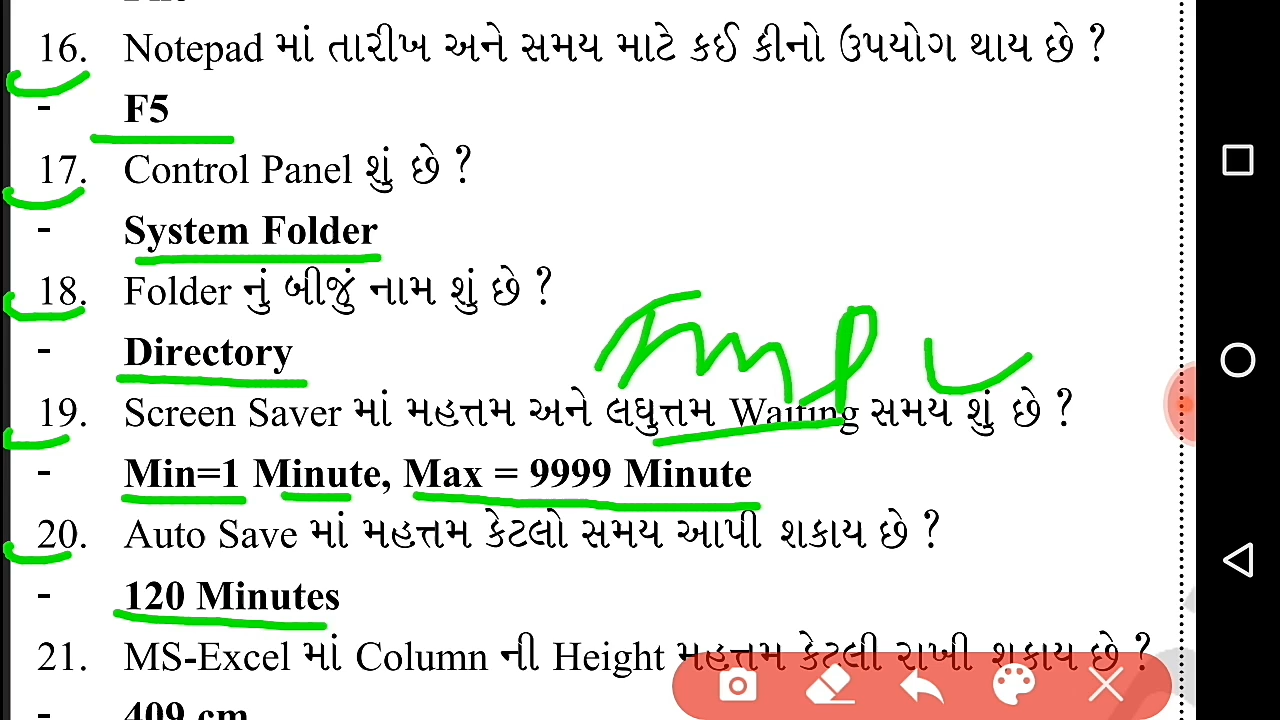 16. Notepad માં તારીખ અને સમય માટે કઈ કીનો ઉપયોગ થાય છે ?
- F5
17. Control Panel શું છે ?
- System Folder
18. Folder નું બીજું નામ શું છે ?
- Directory
19. Screen Saver માં મહત્તમ અને લઘુત્તમ Waiting સમય શું છે ?
- Min=1 Minute, Max = 9999 Minute
20. Auto Save માં મહત્તમ કેટલો સમય આપી શકાય છે ?
- 120 Minutes
21. MS-Excel માં Column ની Height મહત્તમ કેટલી રાખી શકાય છે ?
- 409 cm